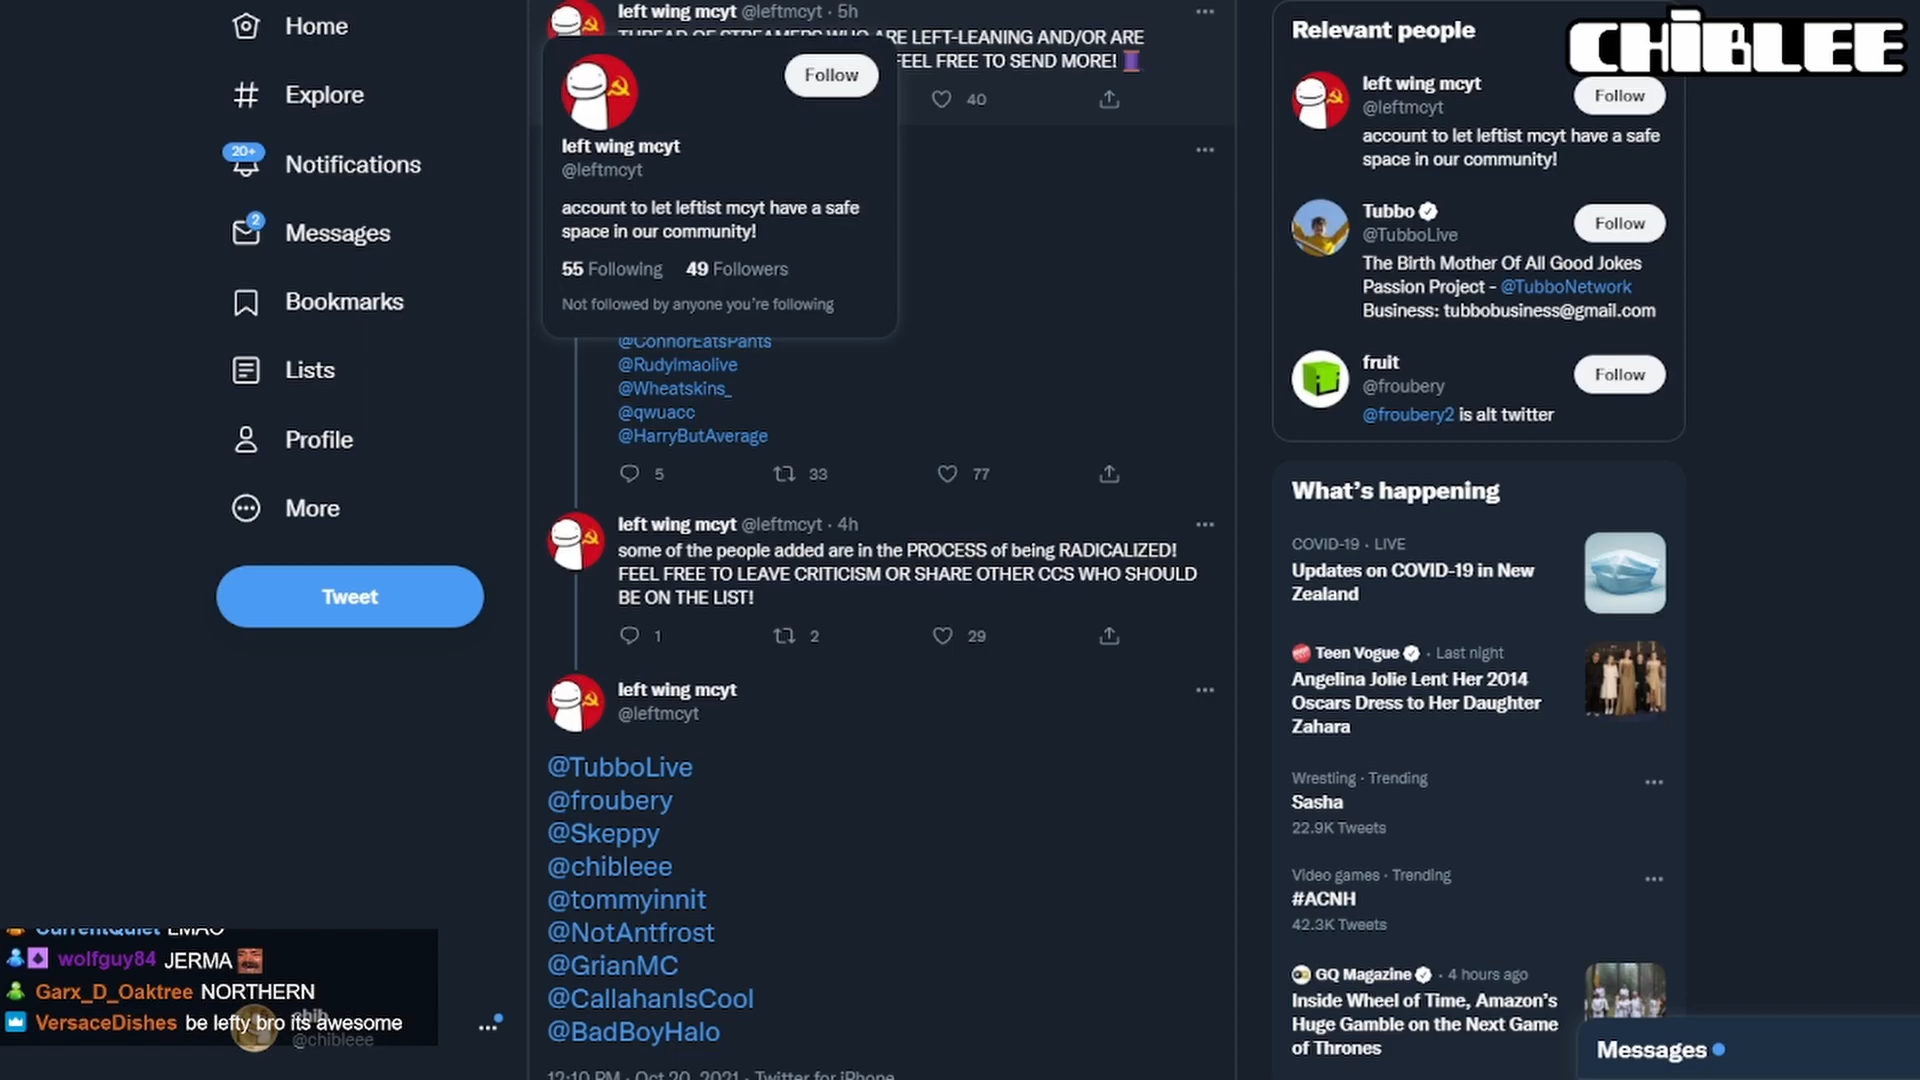 Home
Explore
20+
Notifications
2
Messages
Bookmarks
Lists
Profile
More
Tweet
left wing mcyt @leftmcyt · 5h
THREAD OF STREAMERS WHO ARE LEFT-LEANING AND/OR ARE
FEEL FREE TO SEND MORE!
40
Follow
left wing mcyt
@leftmcyt
account to let leftist mcyt have a safe
space in our community!
55 Following 49 Followers
Not followed by anyone you're following
@ConnorEatsPants
@Rudylmaolive
@Wheatskins_
@qwuacc
@HarryButAverage
5 33 77
left wing mcyt @leftmcyt · 4h
some of the people added are in the PROCESS of being RADICALIZED!
FEEL FREE TO LEAVE CRITICISM OR SHARE OTHER CCS WHO SHOULD
BE ON THE LIST!
1 2 29
left wing mcyt
@leftmcyt
@TubboLive
@froubery
@Skeppy
@chibleee
@tommyinnit
@NotAntfrost
@GrianMC
@CallahanIsCool
@BadBoyHalo
12:10 PM · Oct 20, 2021 · Twitter for iPhone
CHIBLEE
Relevant people
left wing mcyt
@leftmcyt
Follow
account to let leftist mcyt have a safe
space in our community!
Tubbo
@TubboLive
Follow
The Birth Mother Of All Good Jokes
Passion Project - @TubboNetwork
Business: tubbobusiness@gmail.com
fruit
@froubery
Follow
@froubery2 is alt twitter
What's happening
COVID-19 · LIVE
Updates on COVID-19 in New
Zealand
Teen Vogue · Last night
Angelina Jolie Lent Her 2014
Oscars Dress to Her Daughter
Zahara
Wrestling · Trending
Sasha
22.9K Tweets
Video games · Trending
#ACNH
42.3K Tweets
GQ Magazine · 4 hours ago
Inside Wheel of Time, Amazon's
Huge Gamble on the Next Game
of Thrones
Messages
CurrentQuiet LMAO
wolfguy84 JERMA
Garx_D_Oaktree NORTHERN
VersaceDishes be lefty bro its awesome
chib
@chibleee